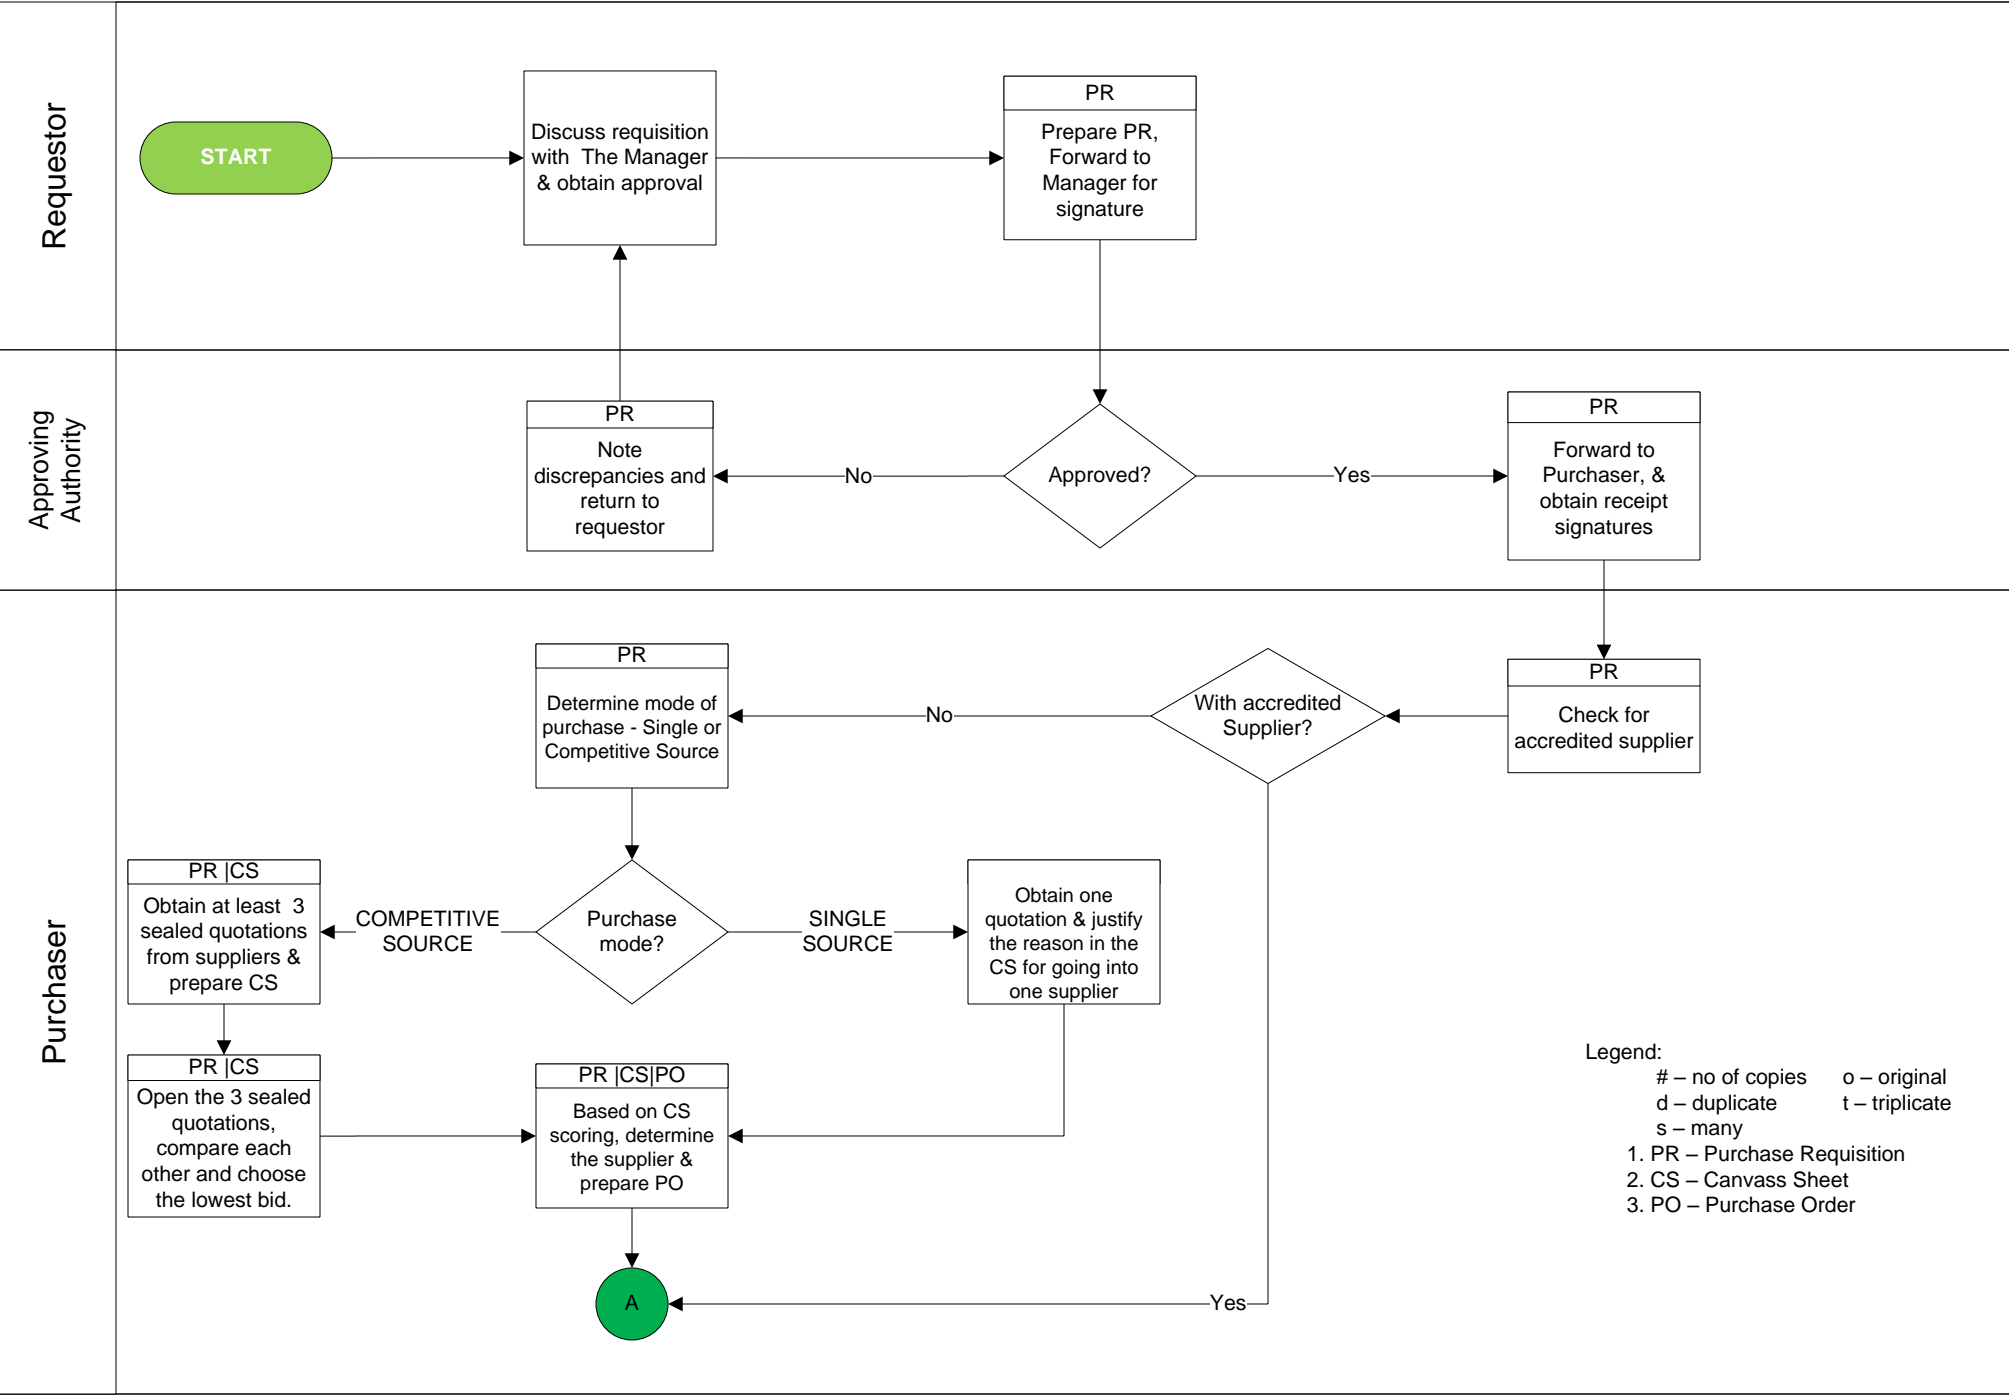 Requestor
START
Discuss requisition
with The Manager
& obtain approval
PR
Prepare PR,
Forward to
Manager for
signature
Approving
Authority
PR
Note
discrepancies and
return to
requestor
No
Approved?
Yes
PR
Forward to
Purchaser, &
obtain receipt
signatures
Purchaser
PR
Determine mode of
purchase - Single or
Competitive Source
No
With accredited
Supplier?
PR
Check for
accredited supplier
PR |CS
Obtain at least 3
sealed quotations
from suppliers &
prepare CS
COMPETITIVE
SOURCE
Purchase
mode?
SINGLE
SOURCE
Obtain one
quotation & justify
the reason in the
CS for going into
one supplier
PR |CS
Open the 3 sealed
quotations,
compare each
other and choose
the lowest bid.
PR |CS|PO
Based on CS
scoring, determine
the supplier &
prepare PO
A
Yes
Legend:
# – no of copies o – original
d – duplicate t – triplicate
s – many
1. PR – Purchase Requisition
2. CS – Canvass Sheet
3. PO – Purchase Order